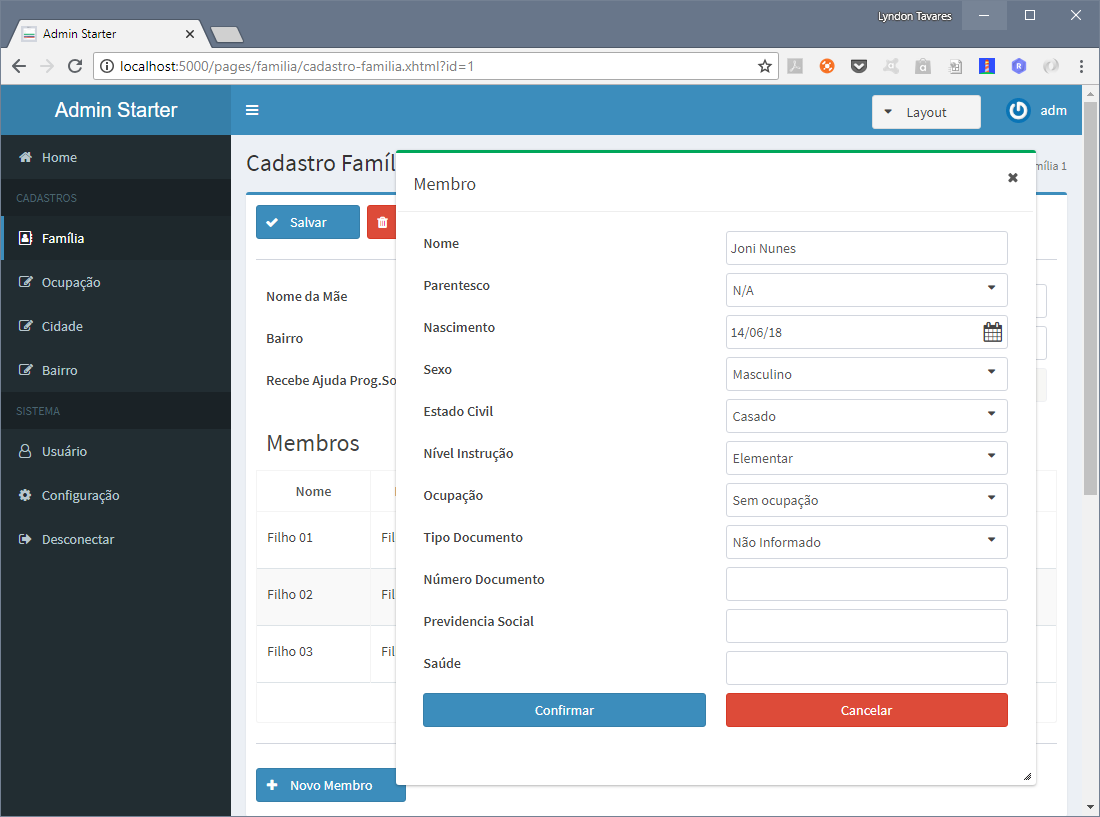 Lyndon Tavares
Admin Starter
localhost:5000/pages/familia/cadastro-familia.xhtml?id=1
Admin Starter
Layout
adm
Home
CADASTROS
Família
Ocupação
Cidade
Bairro
SISTEMA
Usuário
Configuração
Desconectar
Cadastro Famíl
mília 1
Salvar
Nome da Mãe
Bairro
Recebe Ajuda Prog.So
Membros
Nome
Filho 01 Fil
Filho 02 Fil
Filho 03 Fil
Novo Membro
Membro
Nome Joni Nunes
Parentesco N/A
Nascimento 14/06/18
Sexo Masculino
Estado Civil Casado
Nível Instrução Elementar
Ocupação Sem ocupação
Tipo Documento Não Informado
Número Documento
Previdencia Social
Saúde
Confirmar Cancelar